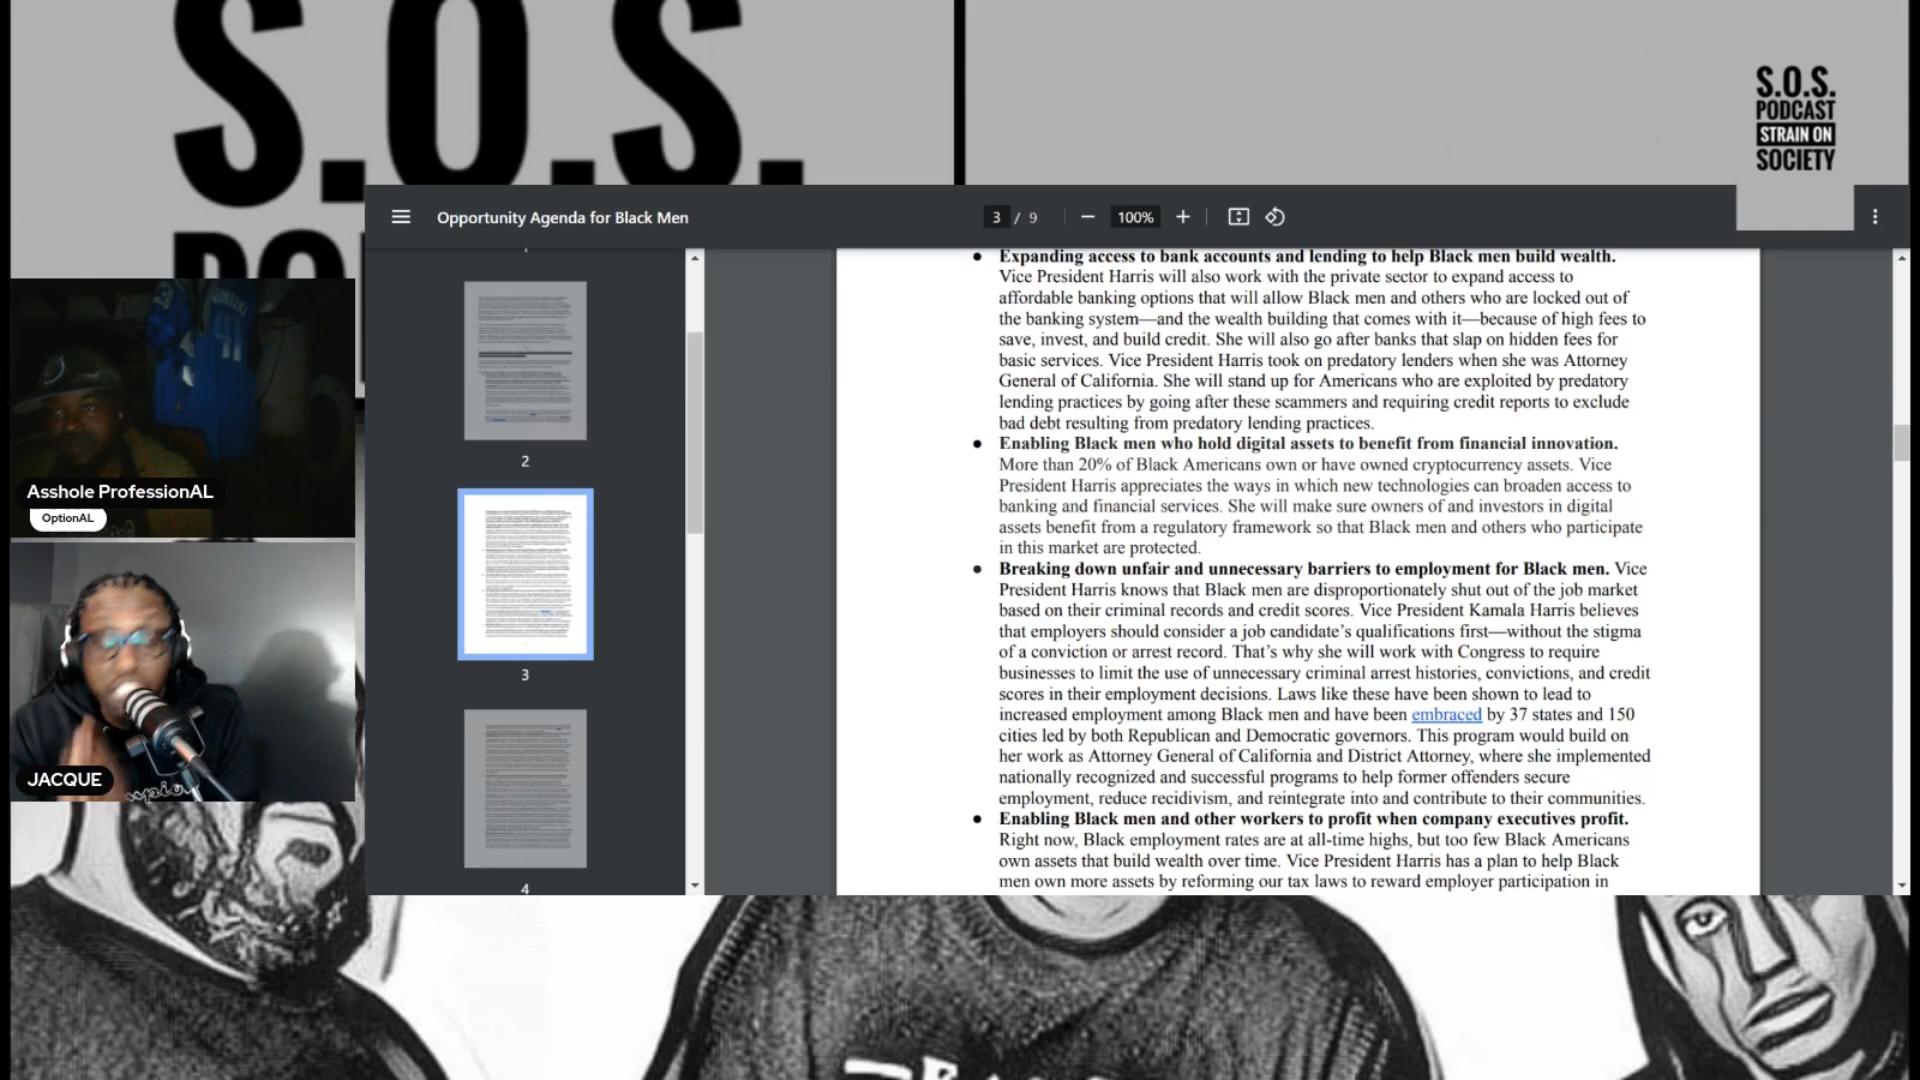 S.O.S.
S.O.S.
PODCAST
STRAIN ON
SOCIETY
Opportunity Agenda for Black Men
3 / 9
100%
2
3
4
Expanding access to bank accounts and lending to help Black men build wealth.
Vice President Harris will also work with the private sector to expand access to
affordable banking options that will allow Black men and others who are locked out of
the banking system—and the wealth building that comes with it—because of high fees to
save, invest, and build credit. She will also go after banks that slap on hidden fees for
basic services. Vice President Harris took on predatory lenders when she was Attorney
General of California. She will stand up for Americans who are exploited by predatory
lending practices by going after these scammers and requiring credit reports to exclude
bad debt resulting from predatory lending practices.
Enabling Black men who hold digital assets to benefit from financial innovation.
More than 20% of Black Americans own or have owned cryptocurrency assets. Vice
President Harris appreciates the ways in which new technologies can broaden access to
banking and financial services. She will make sure owners of and investors in digital
assets benefit from a regulatory framework so that Black men and others who participate
in this market are protected.
Breaking down unfair and unnecessary barriers to employment for Black men. Vice
President Harris knows that Black men are disproportionately shut out of the job market
based on their criminal records and credit scores. Vice President Kamala Harris believes
that employers should consider a job candidate's qualifications first—without the stigma
of a conviction or arrest record. That's why she will work with Congress to require
businesses to limit the use of unnecessary criminal arrest histories, convictions, and credit
scores in their employment decisions. Laws like these have been shown to lead to
increased employment among Black men and have been embraced by 37 states and 150
cities led by both Republican and Democratic governors. This program would build on
her work as Attorney General of California and District Attorney, where she implemented
nationally recognized and successful programs to help former offenders secure
employment, reduce recidivism, and reintegrate into and contribute to their communities.
Enabling Black men and other workers to profit when company executives profit.
Right now, Black employment rates are at all-time highs, but too few Black Americans
own assets that build wealth over time. Vice President Harris has a plan to help Black
men own more assets by reforming our tax laws to reward employer participation in
Asshole ProfessionAL
OptionAL
JACQUE